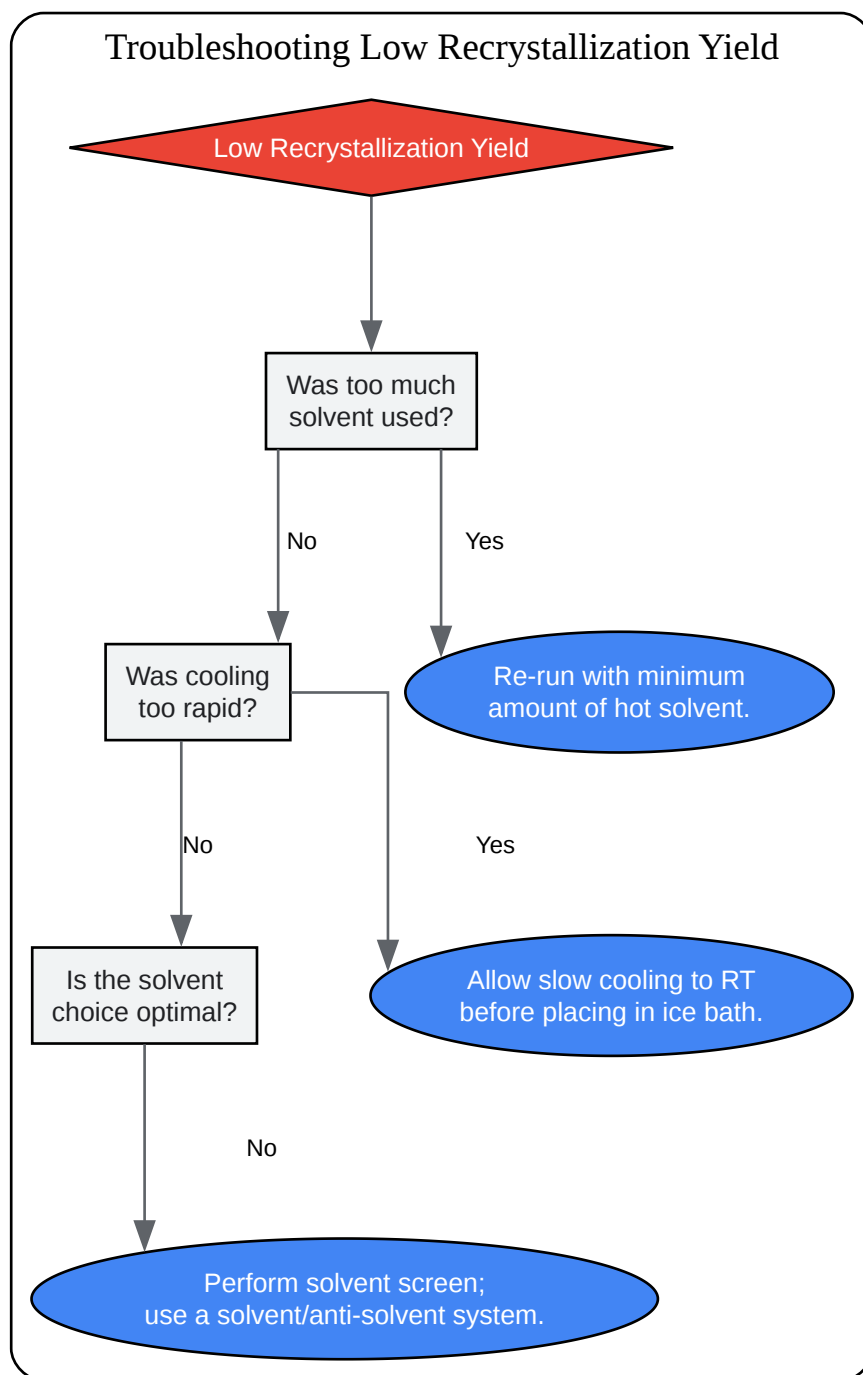 Troubleshooting Low Recrystallization Yield
Low Recrystallization Yield
Was too much
solvent used?
No
Yes
Was cooling
too rapid?
Re-run with minimum
amount of hot solvent.
No
Yes
Is the solvent
choice optimal?
Allow slow cooling to RT
before placing in ice bath.
No
Perform solvent screen;
use a solvent/anti-solvent system.